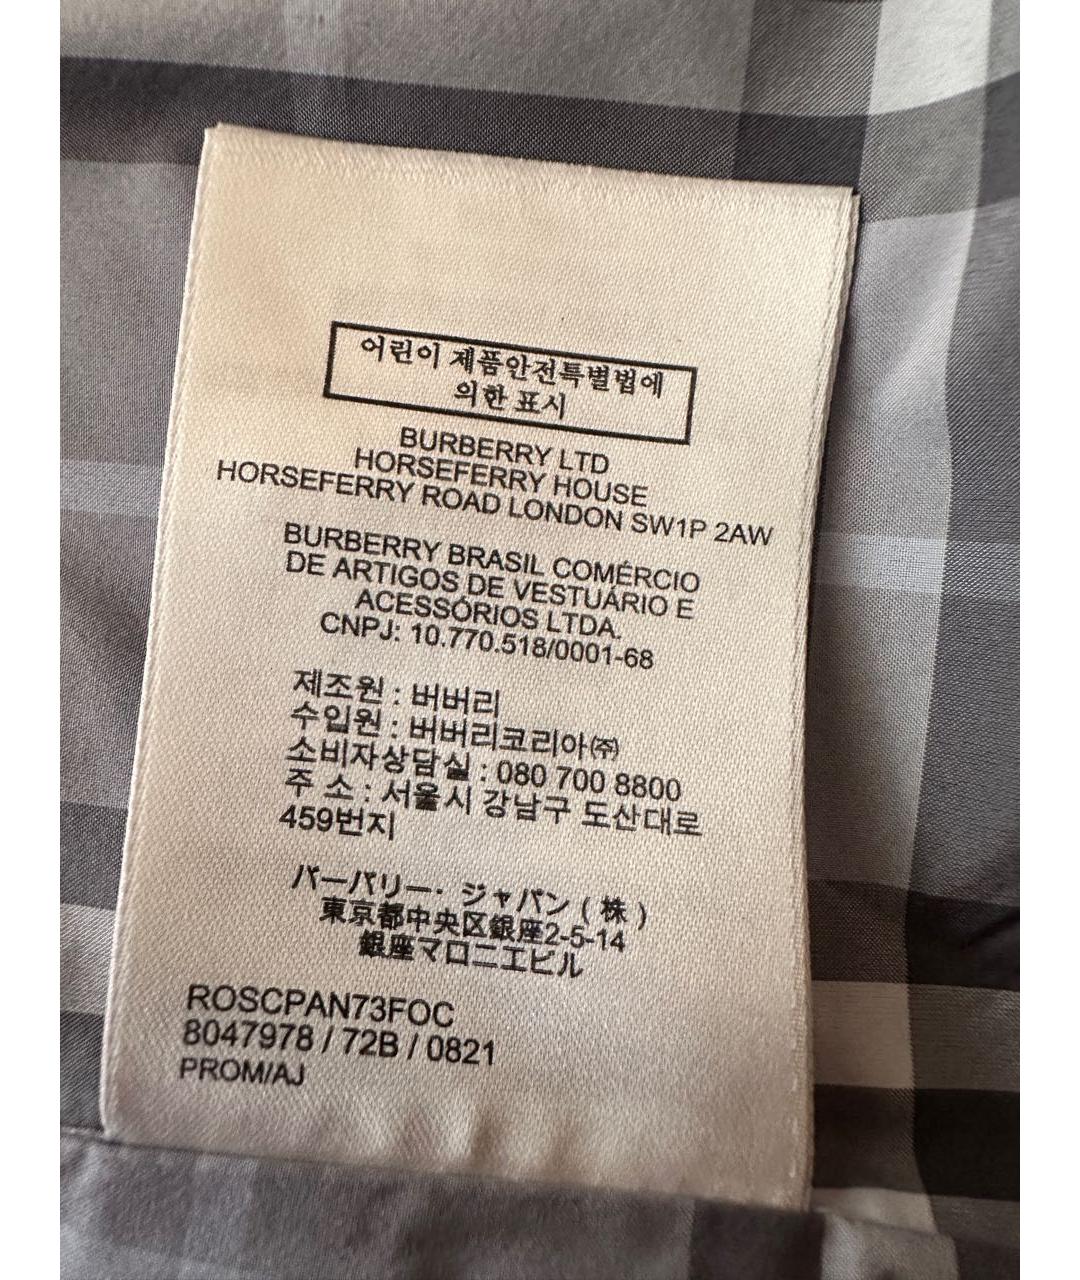 어린이 제품안전특별법에
의한 표시
BURBERRY LTD
HORSEFERRY HOUSE
HORSEFERRY ROAD LONDON SW1P 2AW
BURBERRY BRASIL COMÉRCIO
DE ARTIGOS DE VESTUÁRIO E
ACESSÓRIOS LTDA.
CNPJ: 10.770.518/0001-68
제조원 : 버버리
수입원 : 버버리코리아㈜
소비자상담실 : 080 700 8800
주 소 : 서울시 강남구 도산대로
459번지
バーバリー・ジャパン ( 株 )
東京都中央区銀座2-5-14
銀座マロニエビル
ROSCPAN73FOC
8047978 / 72B / 0821
PROM/AJ